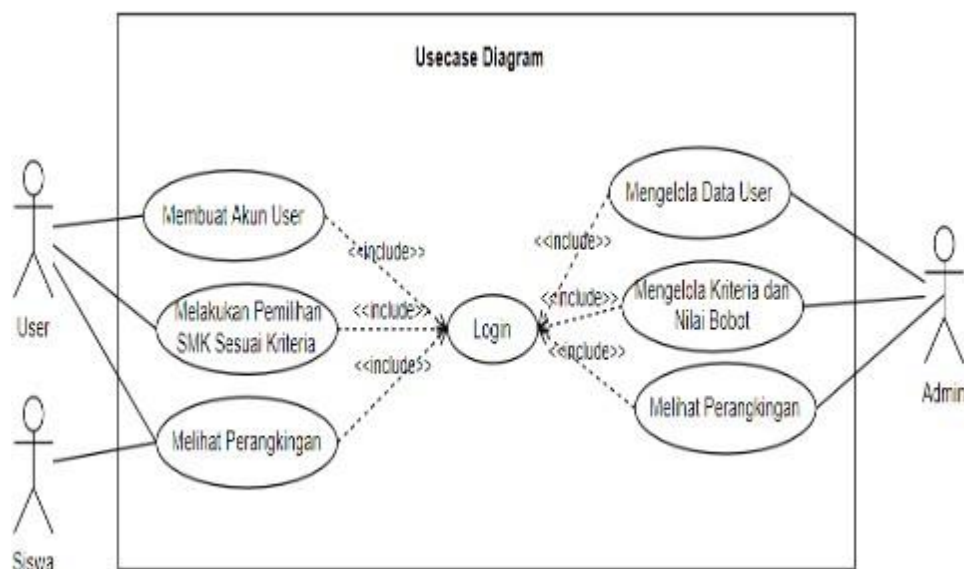 Usecase Diagram
Membuat Akun User
<<include>>
User
Melakukan Pemilihan
SMK Sesuai Kriteria
<<include>>
Melihat Perangkingan
<<include>>
Siswa
Login
Mengelola Data User
<<include>>
Mengelola Kriteria dan
Nilai Bobot
<<include>>
Melihat Perangkingan
<<include>>
Admin